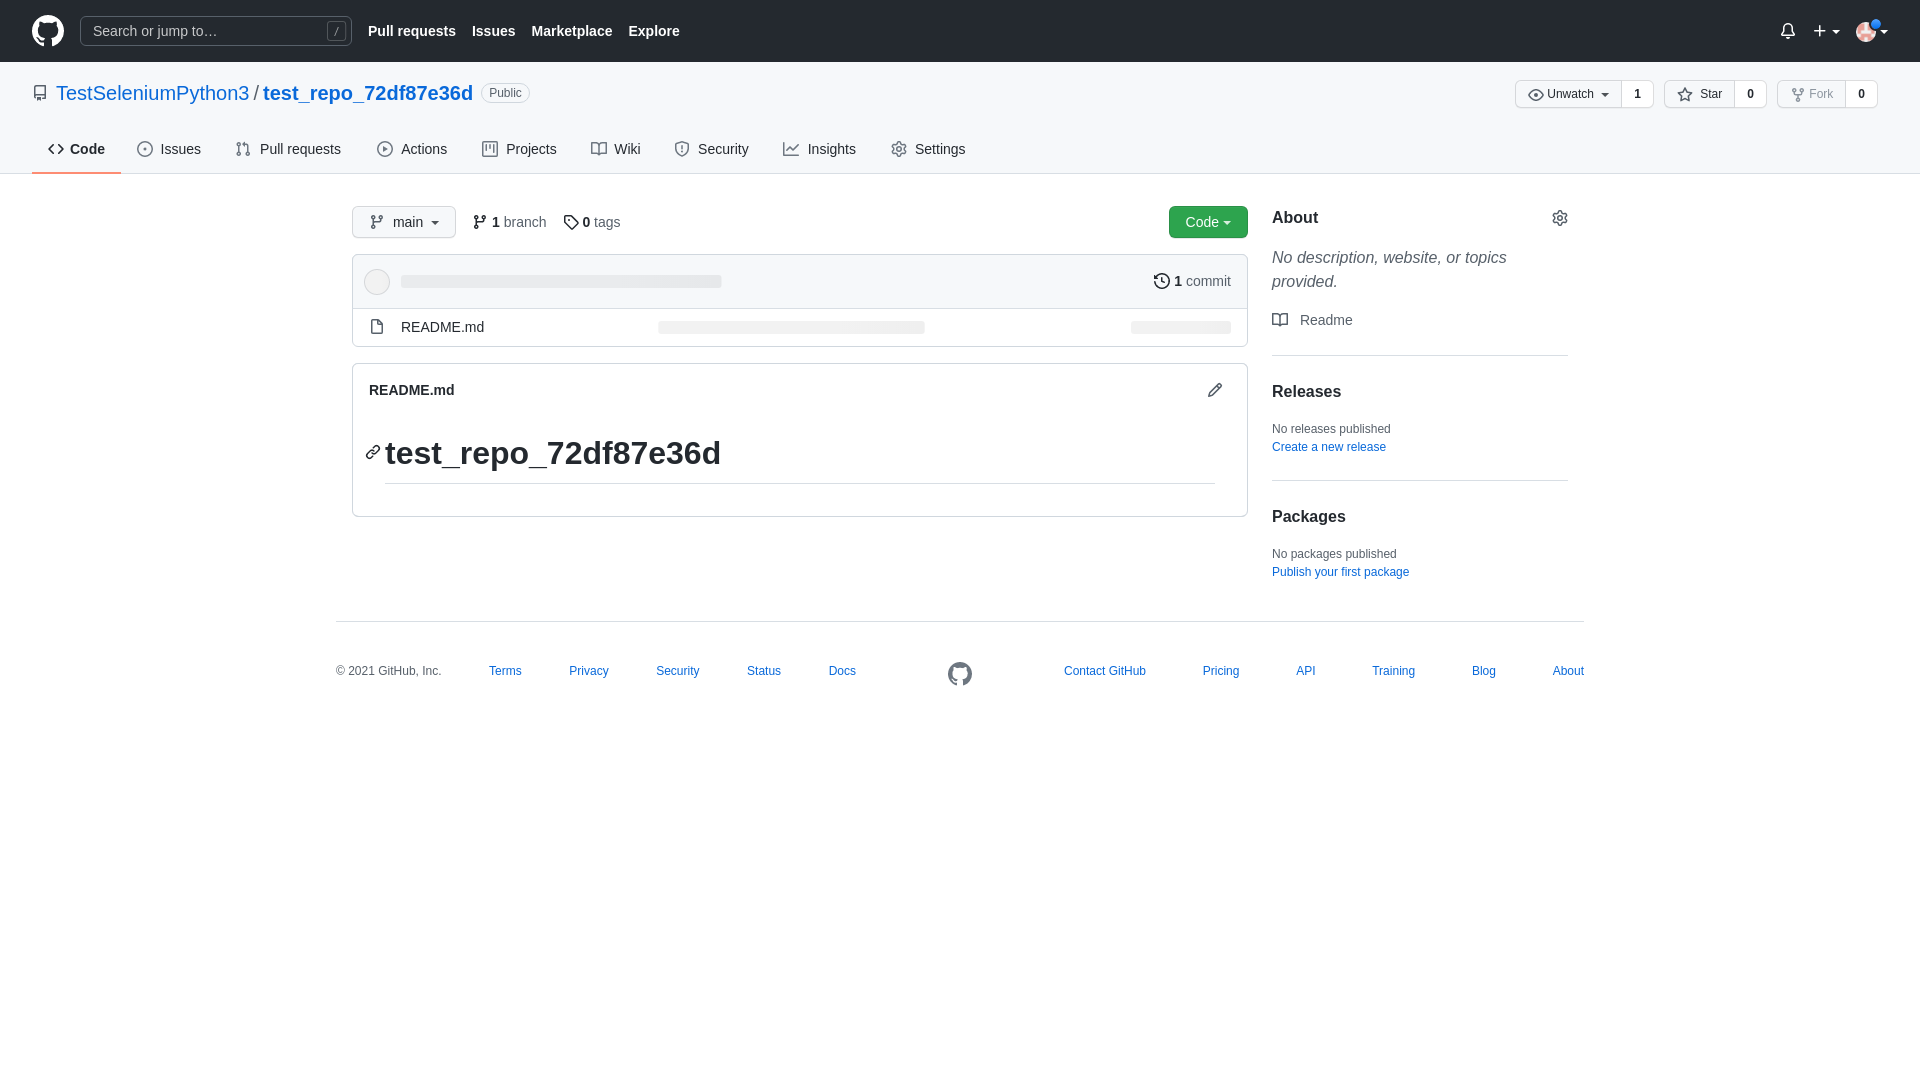 Search or jump to… /
Pull requests Issues Marketplace Explore
TestSeleniumPython3 / test_repo_72df87e36d Public
Unwatch 1 Star 0 Fork 0
Code Issues Pull requests Actions Projects Wiki Security Insights Settings
main 1 branch 0 tags Code
1 commit
README.md
README.md
test_repo_72df87e36d
About
No description, website, or topics
provided.
Readme
Releases
No releases published
Create a new release
Packages
No packages published
Publish your first package
© 2021 GitHub, Inc. Terms Privacy Security Status Docs Contact GitHub Pricing API Training Blog About